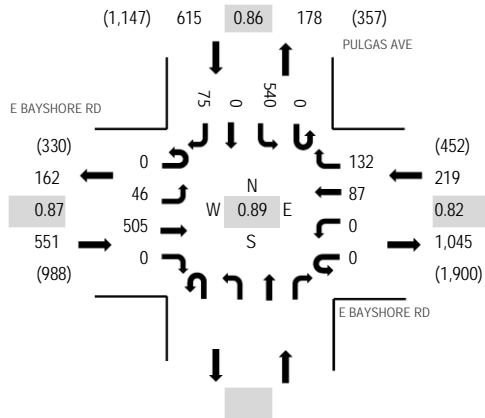 (1,147) 615 0.86 178 (357)
PULGAS AVE
75 0 540 0
E BAYSHORE RD
(330)
162
0.87
551
(988)
0
46
505
0
N
W 0.89 E
S
132
87
0
0
(452)
219
0.82
1,045
(1,900)
E BAYSHORE RD